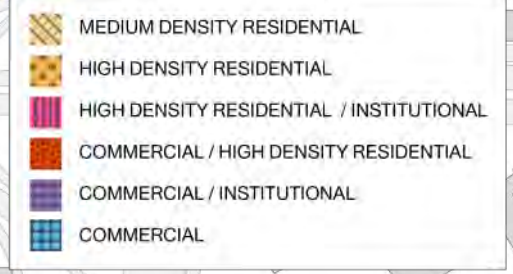 MEDIUM DENSITY RESIDENTIAL
HIGH DENSITY RESIDENTIAL
HIGH DENSITY RESIDENTIAL / INSTITUTIONAL
COMMERCIAL / HIGH DENSITY RESIDENTIAL
COMMERCIAL / INSTITUTIONAL
COMMERCIAL